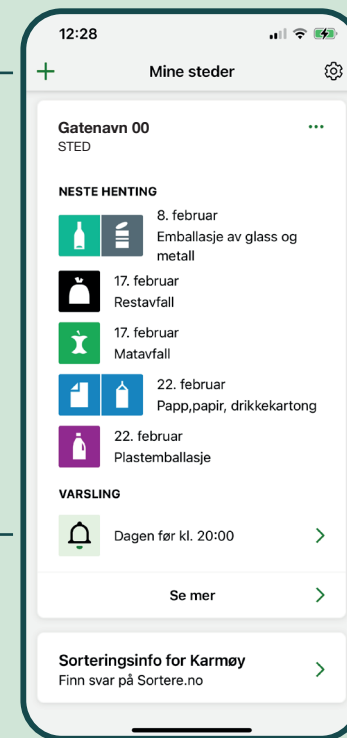 12:28
Mine steder
Gatenavn 00
STED
NESTE HENTING
8. februar
Emballasje av glass og
metall
17. februar
Restavfall
17. februar
Matavfall
22. februar
Papp,papir, drikkekartong
22. februar
Plastemballasje
VARSLING
Dagen før kl. 20:00
Se mer
Sorteringsinfo for Karmøy
Finn svar på Sortere.no